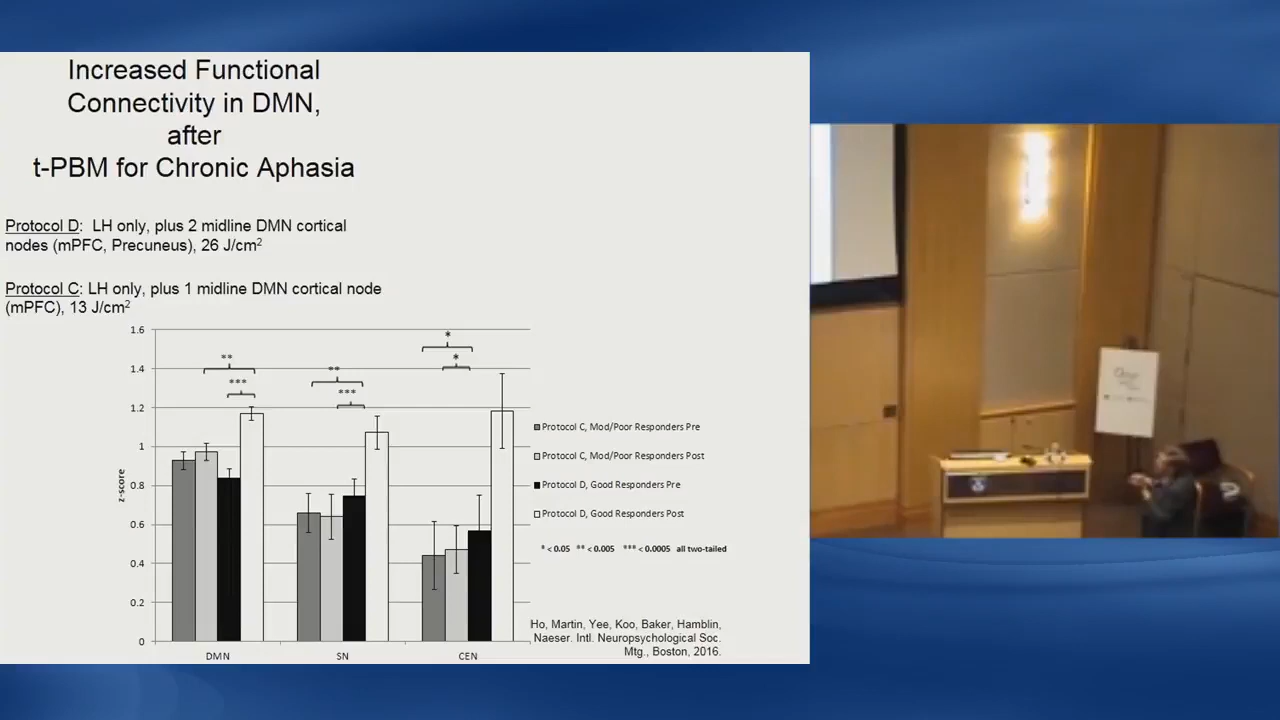 Increased Functional
Connectivity in DMN,
after
t-PBM for Chronic Aphasia
Protocol D: LH only, plus 2 midline DMN cortical
nodes (mPFC, Precuneus), 26 J/cm²
Protocol C: LH only, plus 1 midline DMN cortical node
(mPFC), 13 J/cm²
1.6
1.4
1.2
1
0.8
0.6
0.4
0.2
0
z-score
** 
***
**
***
*
*
DMN
SN
CEN
Protocol C, Mod/Poor Responders Pre
Protocol C, Mod/Poor Responders Post
Protocol D, Good Responders Pre
Protocol D, Good Responders Post
* < 0.05 ** < 0.005 *** < 0.0005 all two-tailed
Ho, Martin, Yee, Koo, Baker, Hamblin,
Naeser. Intl. Neuropsychological Soc.
Mtg., Boston, 2016.